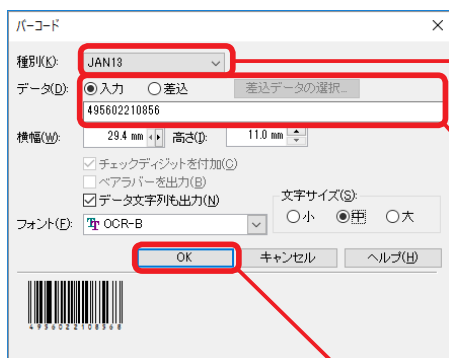 バーコード
種別(K): JAN13
データ(D): 入力 差込 差込データの選択...
495602210856
横幅(W): 29.4 mm 高さ(I): 11.0 mm
チェックディジットを付加(C)
ベアラバーを出力(B)
データ文字列も出力(N)
文字サイズ(S):
小 中 大
フォント(F): OCR-B
OK キャンセル ヘルプ(H)
4956022108568